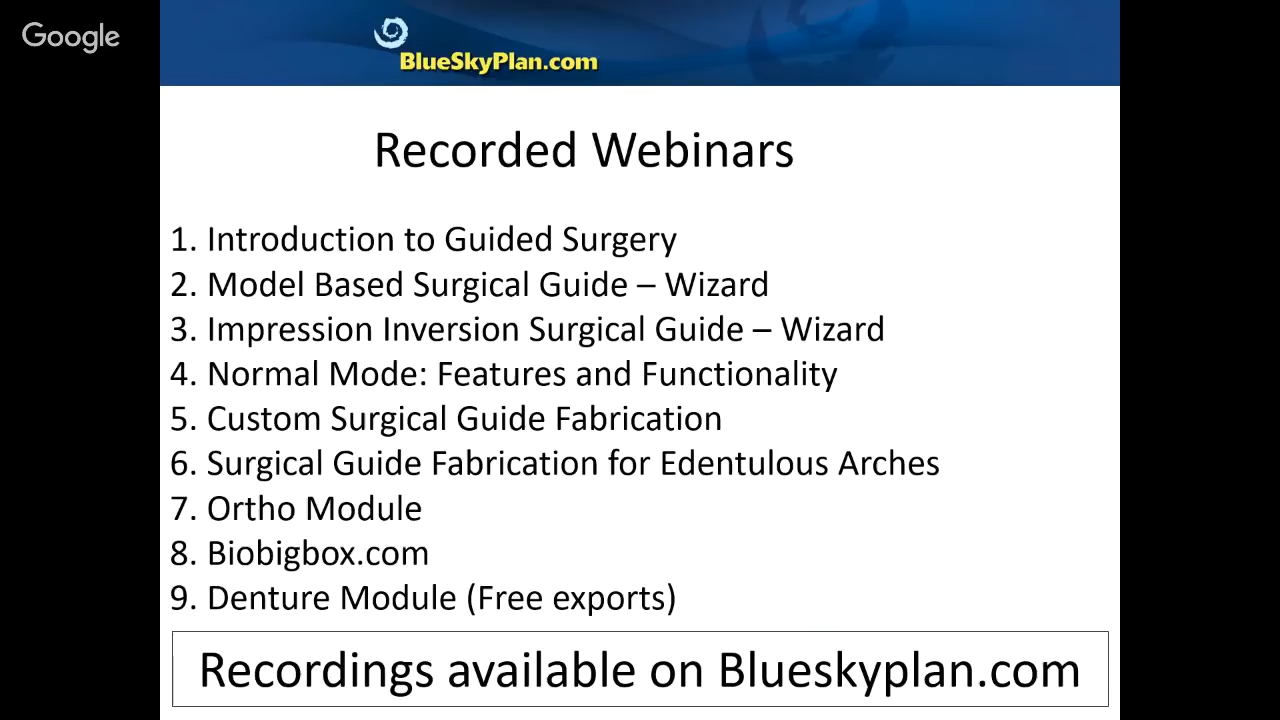 Google
BlueSkyPlan.com
Recorded Webinars
1. Introduction to Guided Surgery
2. Model Based Surgical Guide – Wizard
3. Impression Inversion Surgical Guide – Wizard
4. Normal Mode: Features and Functionality
5. Custom Surgical Guide Fabrication
6. Surgical Guide Fabrication for Edentulous Arches
7. Ortho Module
8. Biobigbox.com
9. Denture Module (Free exports)
Recordings available on Blueskyplan.com